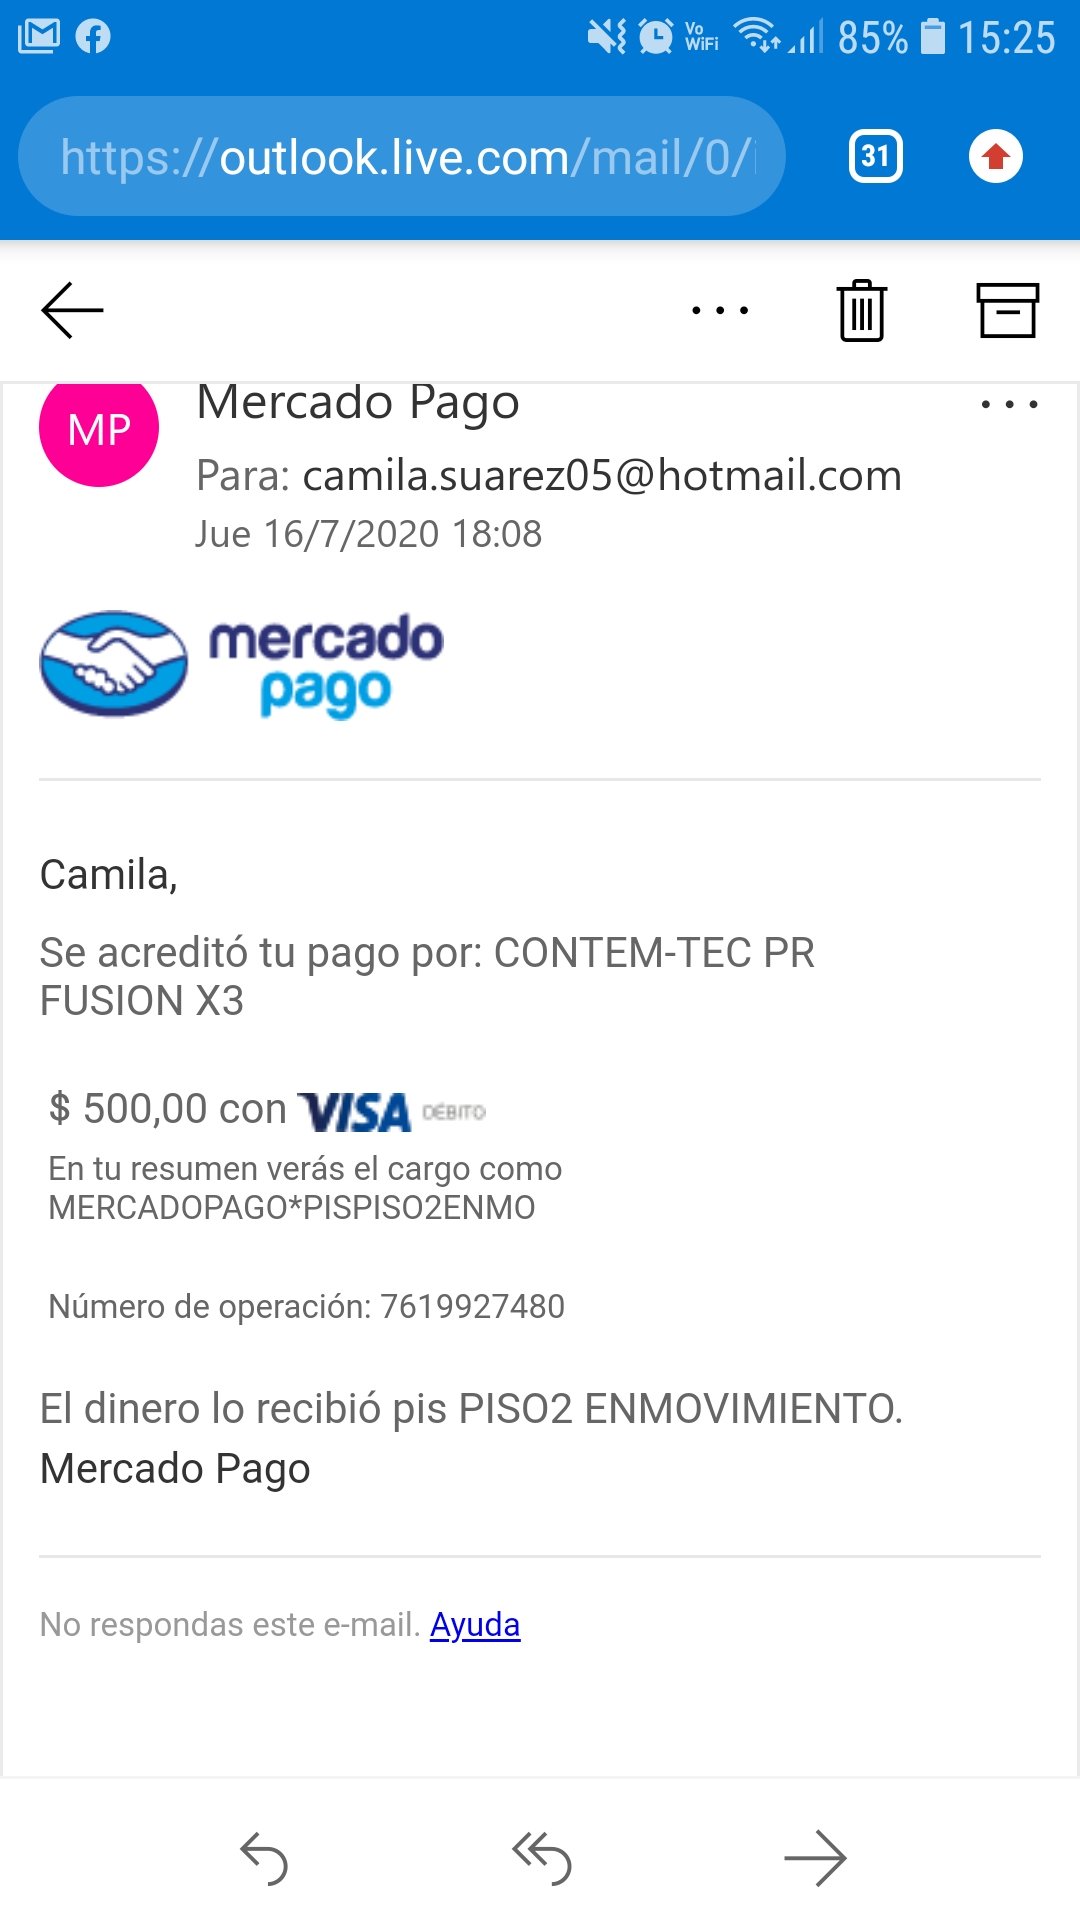 Vo
WiFi
85%
15:25
https://outlook.live.com/mail/0/
31
MP
Mercado Pago
Para: camila.suarez05@hotmail.com
Jue 16/7/2020 18:08
mercado
pago
Camila,
Se acreditó tu pago por: CONTEM-TEC PR
FUSION X3
$ 500,00 con VISA DÉBITO
En tu resumen verás el cargo como
MERCADOPAGO*PISPISO2ENMO
Número de operación: 7619927480
El dinero lo recibió pis PISO2 ENMOVIMIENTO.
Mercado Pago
No respondas este e-mail. Ayuda